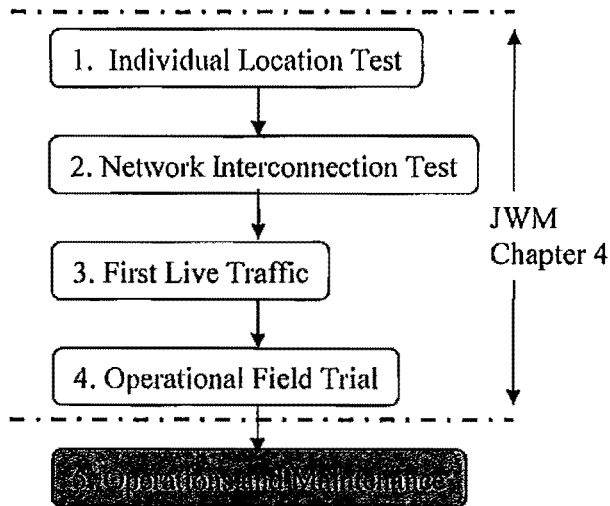 1. Individual Location Test
2. Network Interconnection Test
JWM
Chapter 4
3. First Live Traffic
4. Operational Field Trial
5. Operations and Maintenance